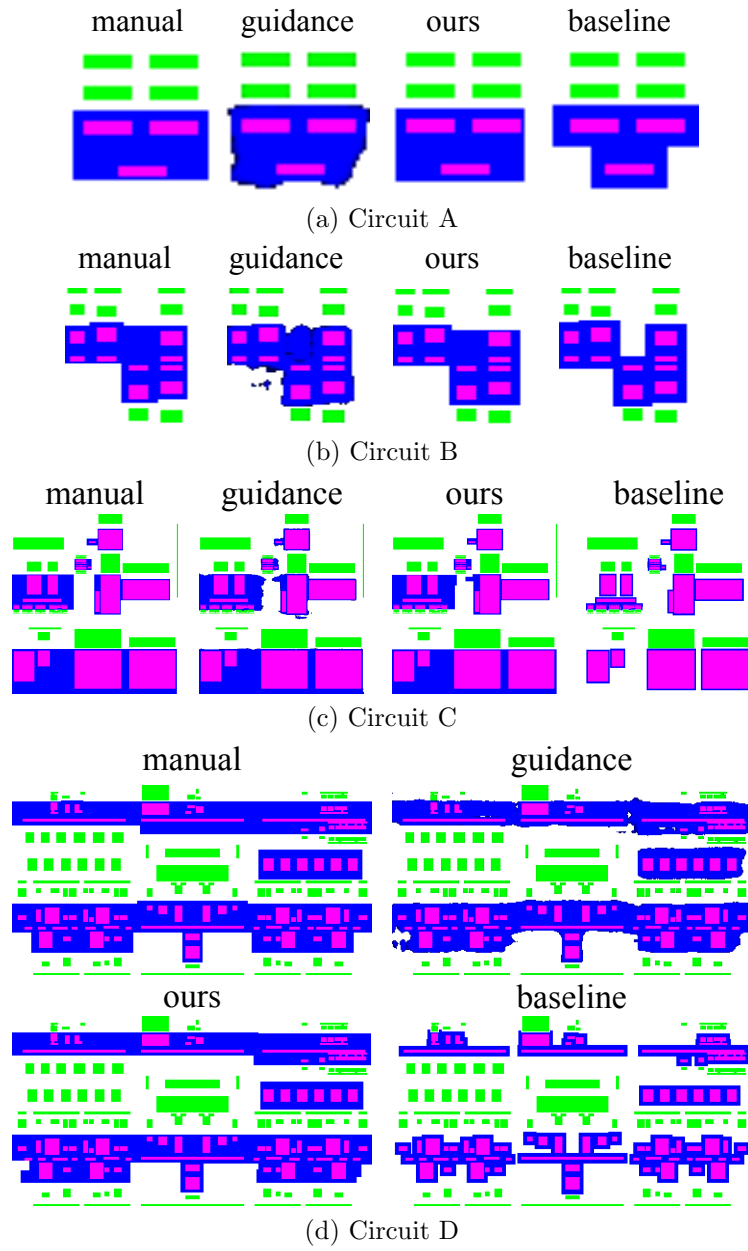 manual guidance ours baseline
(a) Circuit A
manual guidance ours baseline
(b) Circuit B
manual guidance ours baseline
(c) Circuit C
manual guidance
ours baseline
(d) Circuit D